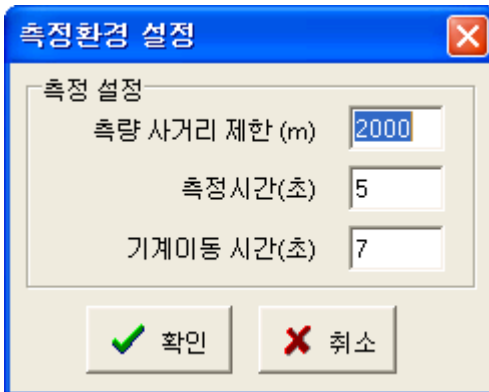 측정환경 설정
측정 설정
측량 사거리 제한 (m) 2000
측정시간(초) 5
기계이동 시간(초) 7
확인 취소